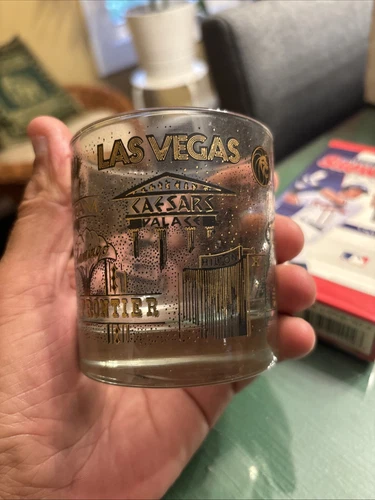 LAS VEGAS
CAESARS
PALACE
FRONTIER